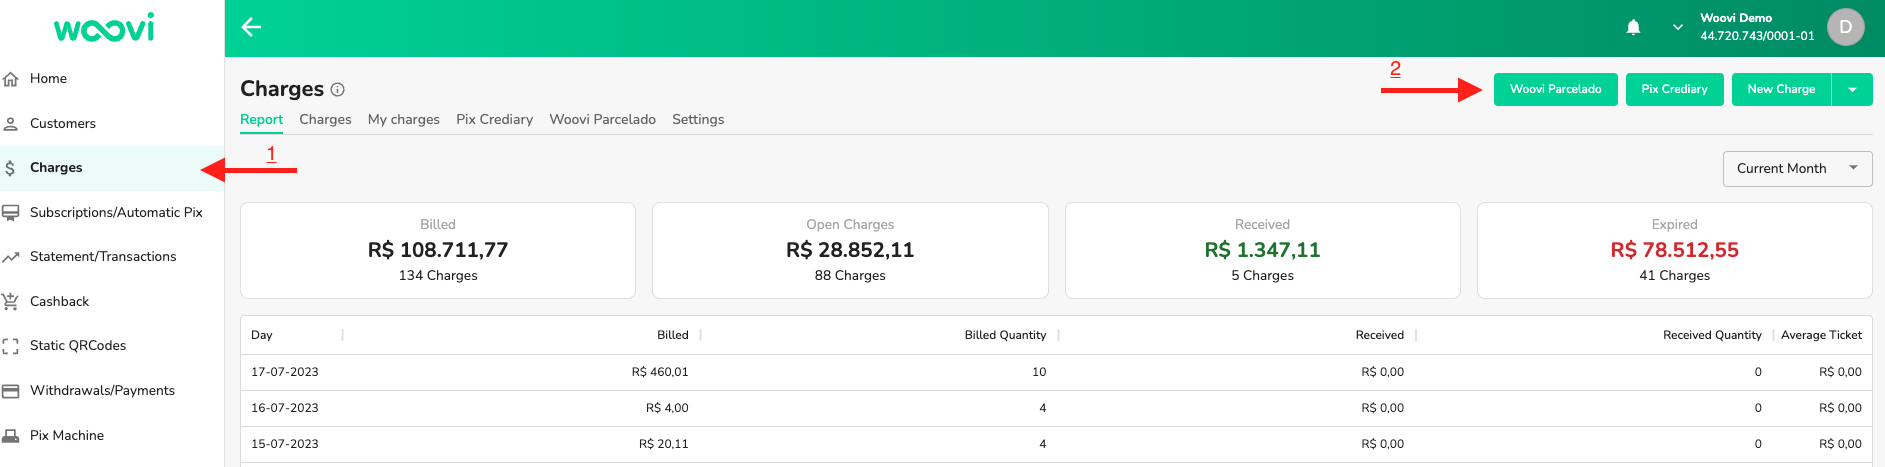 woovi
Woovi Demo
44.720.743/0001-01
D
Home
Customers
Charges
Subscriptions/Automatic Pix
Statement/Transactions
Cashback
Static QRCodes
Withdrawals/Payments
Pix Machine
1
2
Charges
Woovi Parcelado Pix Crediary New Charge
Report Charges My charges Pix Crediary Woovi Parcelado Settings
Current Month
Billed
R$ 108.711,77
134 Charges
Open Charges
R$ 28.852,11
88 Charges
Received
R$ 1.347,11
5 Charges
Expired
R$ 78.512,55
41 Charges
Day Billed Billed Quantity Received Received Quantity Average Ticket
17-07-2023 R$ 460,01 10 R$ 0,00 0 R$ 0,00
16-07-2023 R$ 4,00 4 R$ 0,00 0 R$ 0,00
15-07-2023 R$ 20,11 4 R$ 0,00 0 R$ 0,00